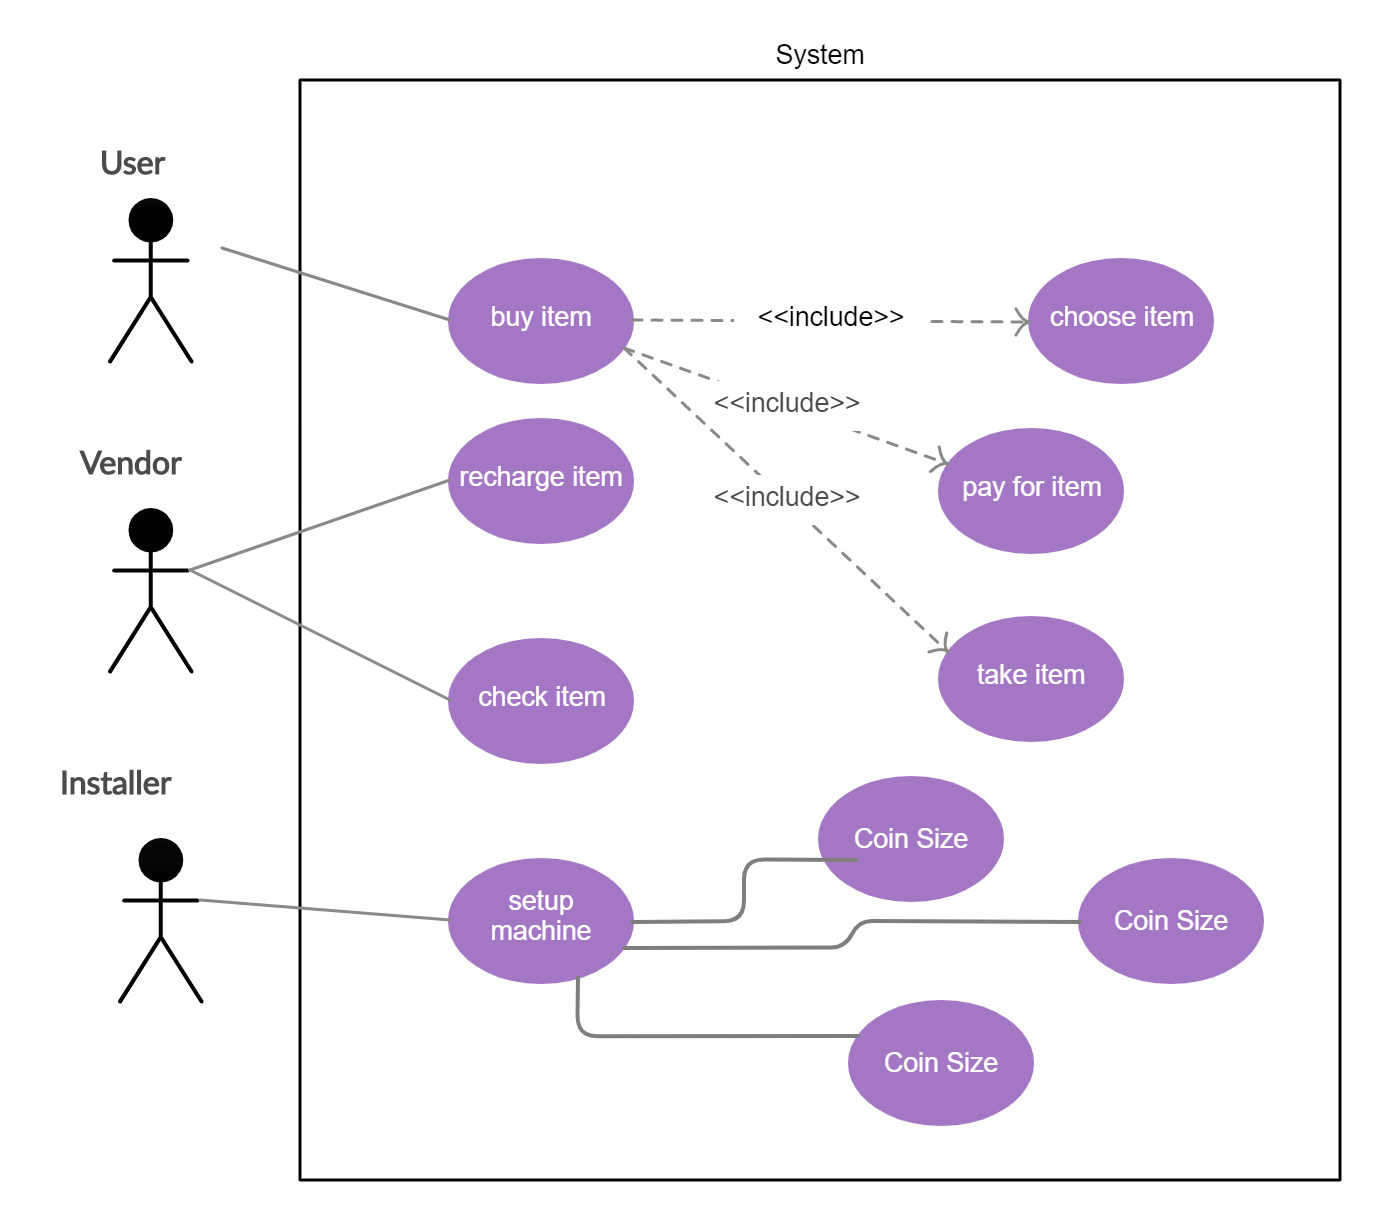 System
User
buy item
<<include>>
choose item
<<include>>
Vendor
recharge item
pay for item
<<include>>
take item
check item
Installer
Coin Size
setup
machine
Coin Size
Coin Size